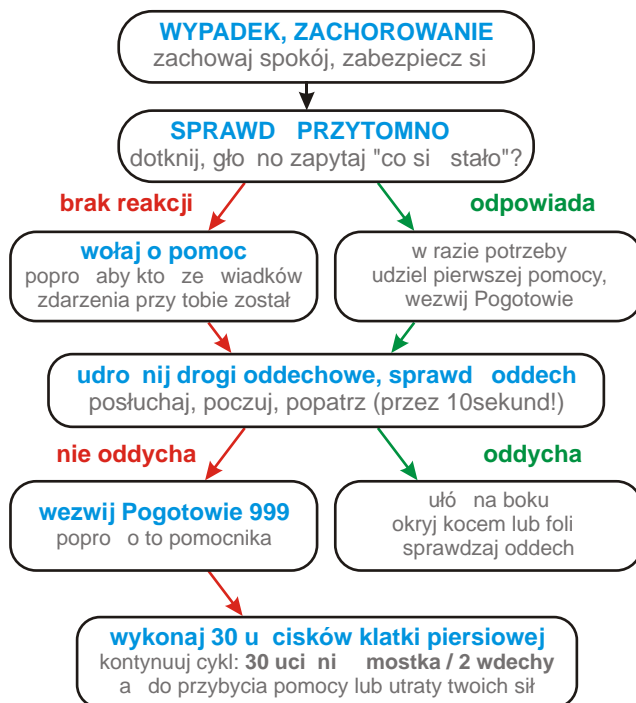 WYPADEK, ZACHOROWANIE
zachowaj spokój, zabezpiecz si
SPRAWD PRZYTOMNO
dotknij, gło no zapytaj "co si stało"?
brak reakcji
odpowiada
wołaj o pomoc
popro aby kto ze wiadków
zdarzenia przy tobie został
w razie potrzeby
udziel pierwszej pomocy,
wezwij Pogotowie
udro nij drogi oddechowe, sprawd oddech
posłuchaj, poczuj, popatrz (przez 10sekund!)
nie oddycha
oddycha
wezwij Pogotowie 999
popro o to pomocnika
ułó na boku
okryj kocem lub foli
sprawdzaj oddech
wykonaj 30 u cisków klatki piersiowej
kontynuuj cykl: 30 uci ni mostka / 2 wdechy
a do przybycia pomocy lub utraty twoich sił